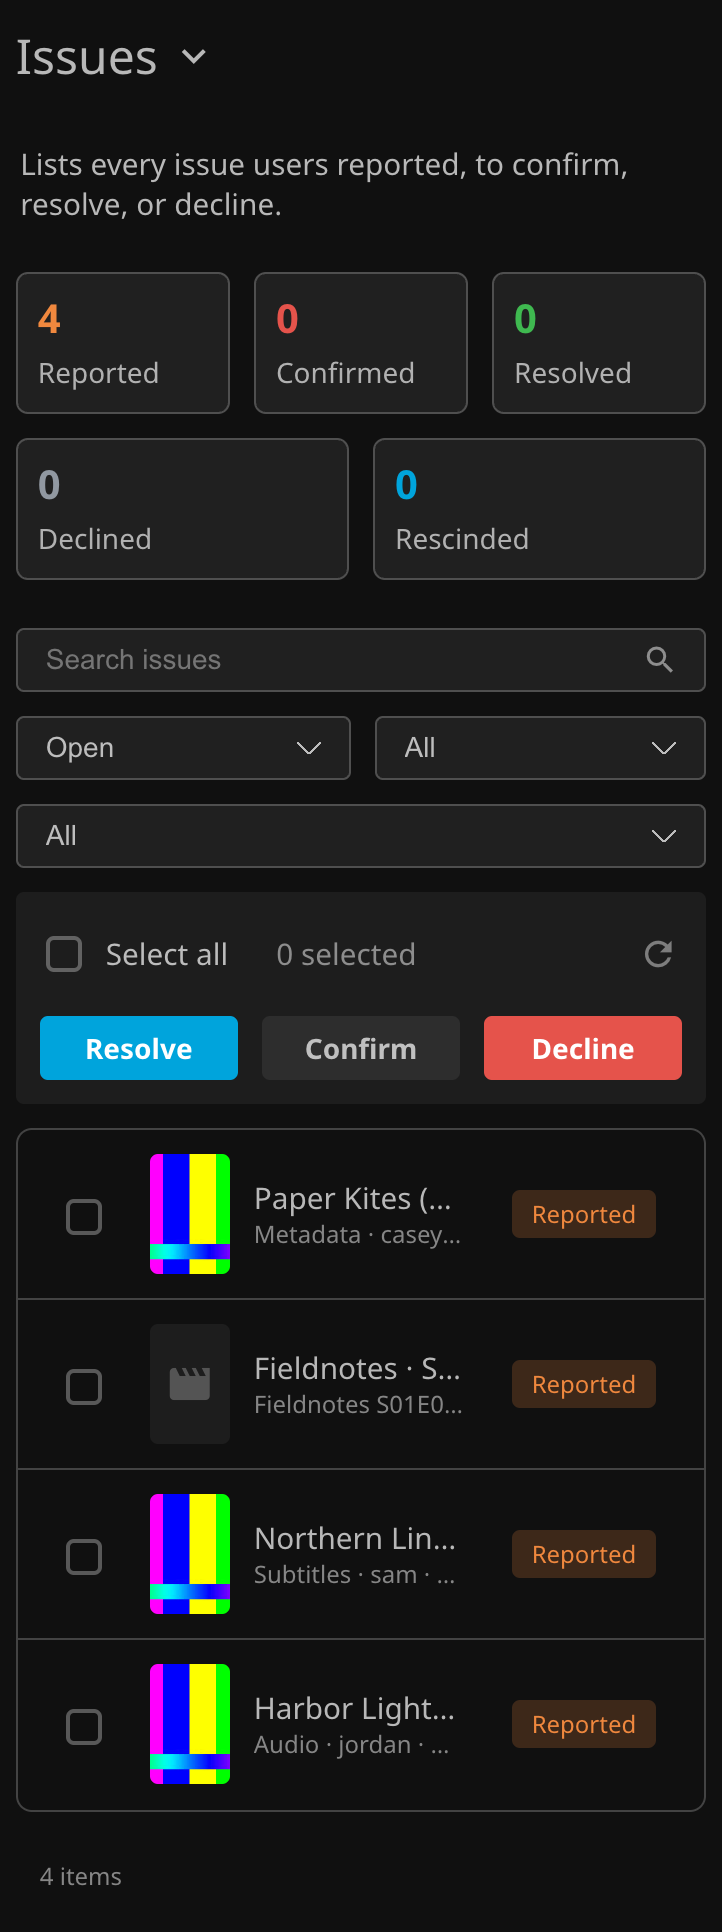 Issues
Lists every issue users reported, to confirm,
resolve, or decline.
4
Reported
0
Confirmed
0
Resolved
0
Declined
0
Rescinded
Search issues
Open
All
All
Select all
0 selected
Resolve
Confirm
Decline
Paper Kites (...
Metadata · casey...
Reported
Fieldnotes · S...
Fieldnotes S01E0...
Reported
Northern Lin...
Subtitles · sam · ...
Reported
Harbor Light...
Audio · jordan · ...
Reported
4 items